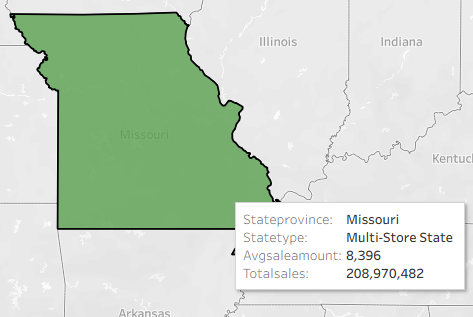 Illinois
Indiana
Missouri
Kentuck
Stateprovince: Missouri
Statetype: Multi-Store State
Avgsaleamount: 8,396
Totalsales: 208,970,482
Arkansas